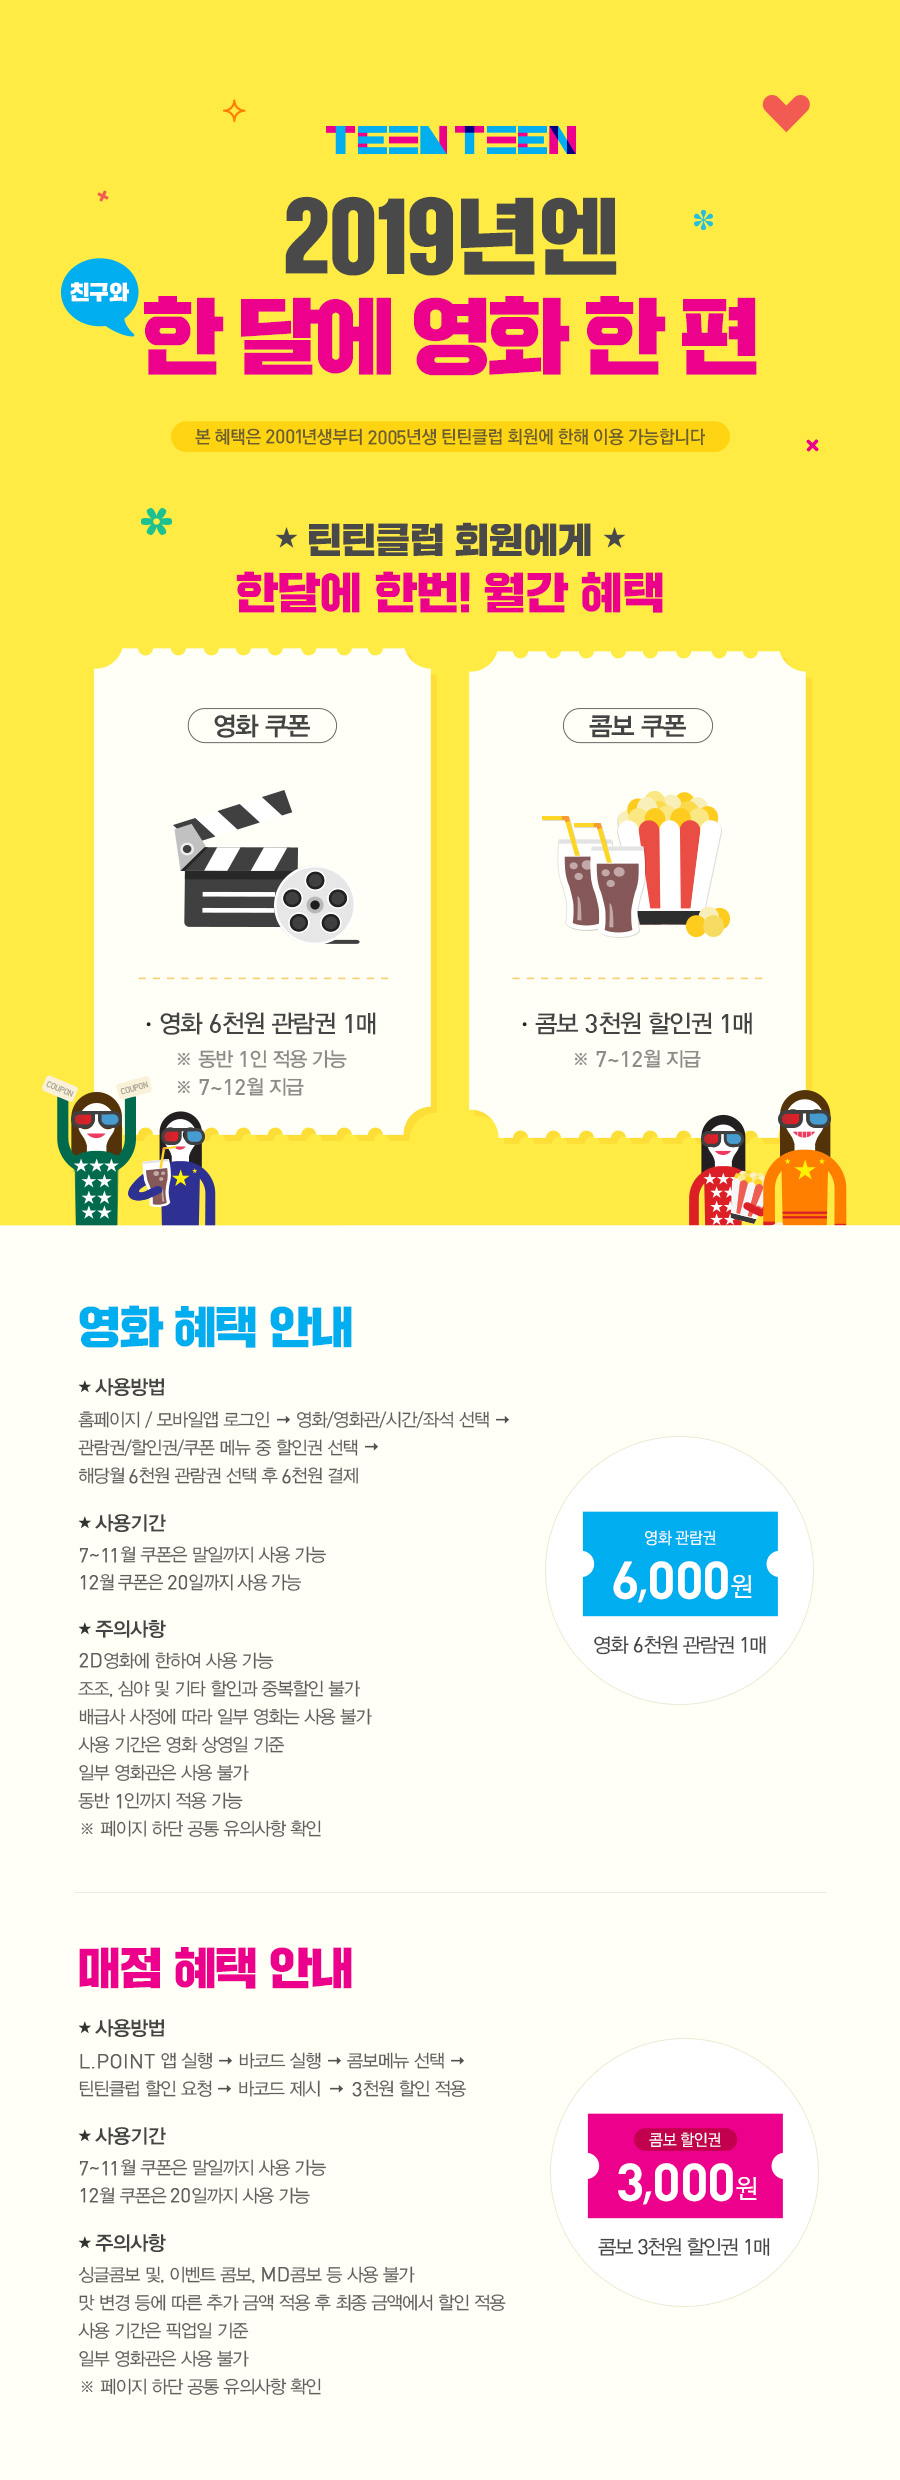 TEEN TEEN
2019년엔
친구와
한 달에 영화 한 편
본 혜택은 2001년생부터 2005년생 틴틴클럽 회원에 한해 이용 가능합니다
★ 틴틴클럽 회원에게 ★
한달에 한번! 월간 혜택
영화 쿠폰
· 영화 6천원 관람권 1매
※ 동반 1인 적용 가능
※ 7~12월 지급
콤보 쿠폰
· 콤보 3천원 할인권 1매
※ 7~12월 지급
COUPON
COUPON
영화 혜택 안내
★ 사용방법
홈페이지 / 모바일앱 로그인 → 영화/영화관/시간/좌석 선택 →
관람권/할인권/쿠폰 메뉴 중 할인권 선택 →
해당월 6천원 관람권 선택 후 6천원 결제
★ 사용기간
7~11월 쿠폰은 말일까지 사용 가능
12월 쿠폰은 20일까지 사용 가능
★ 주의사항
2D영화에 한하여 사용 가능
조조, 심야 및 기타 할인과 중복할인 불가
배급사 사정에 따라 일부 영화는 사용 불가
사용 기간은 영화 상영일 기준
일부 영화관은 사용 불가
동반 1인까지 적용 가능
※ 페이지 하단 공통 유의사항 확인
영화 관람권
6,000원
영화 6천원 관람권 1매
매점 혜택 안내
★ 사용방법
L.POINT 앱 실행 → 바코드 실행 → 콤보메뉴 선택 →
틴틴클럽 할인 요청 → 바코드 제시 → 3천원 할인 적용
★ 사용기간
7~11월 쿠폰은 말일까지 사용 가능
12월 쿠폰은 20일까지 사용 가능
★ 주의사항
싱글콤보 및, 이벤트 콤보, MD콤보 등 사용 불가
맛 변경 등에 따른 추가 금액 적용 후 최종 금액에서 할인 적용
사용 기간은 픽업일 기준
일부 영화관은 사용 불가
※ 페이지 하단 공통 유의사항 확인
콤보 할인권
3,000원
콤보 3천원 할인권 1매